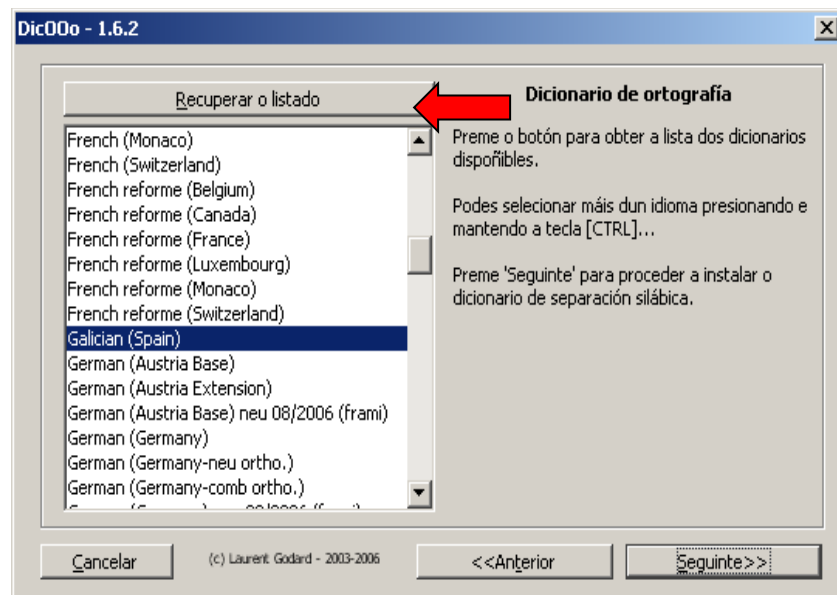 DicOOo - 1.6.2
Recuperar o listado
French (Monaco)
French (Switzerland)
French reforme (Belgium)
French reforme (Canada)
French reforme (France)
French reforme (Luxembourg)
French reforme (Monaco)
French reforme (Switzerland)
Galician (Spain)
German (Austria Base)
German (Austria Extension)
German (Austria Base) neu 08/2006 (frami)
German (Germany)
German (Germany-neu ortho.)
German (Germany-comb ortho.)
Dicionario de ortografía
Preme o botón para obter a lista dos dicionarios
dispoñibles.
Podes selecionar máis dun idioma presionando e
mantendo a tecla [CTRL]...
Preme 'Seguinte' para proceder a instalar o
dicionario de separación silábica.
Cancelar
(c) Laurent Godard - 2003-2006
<<Anterior
Seguinte>>